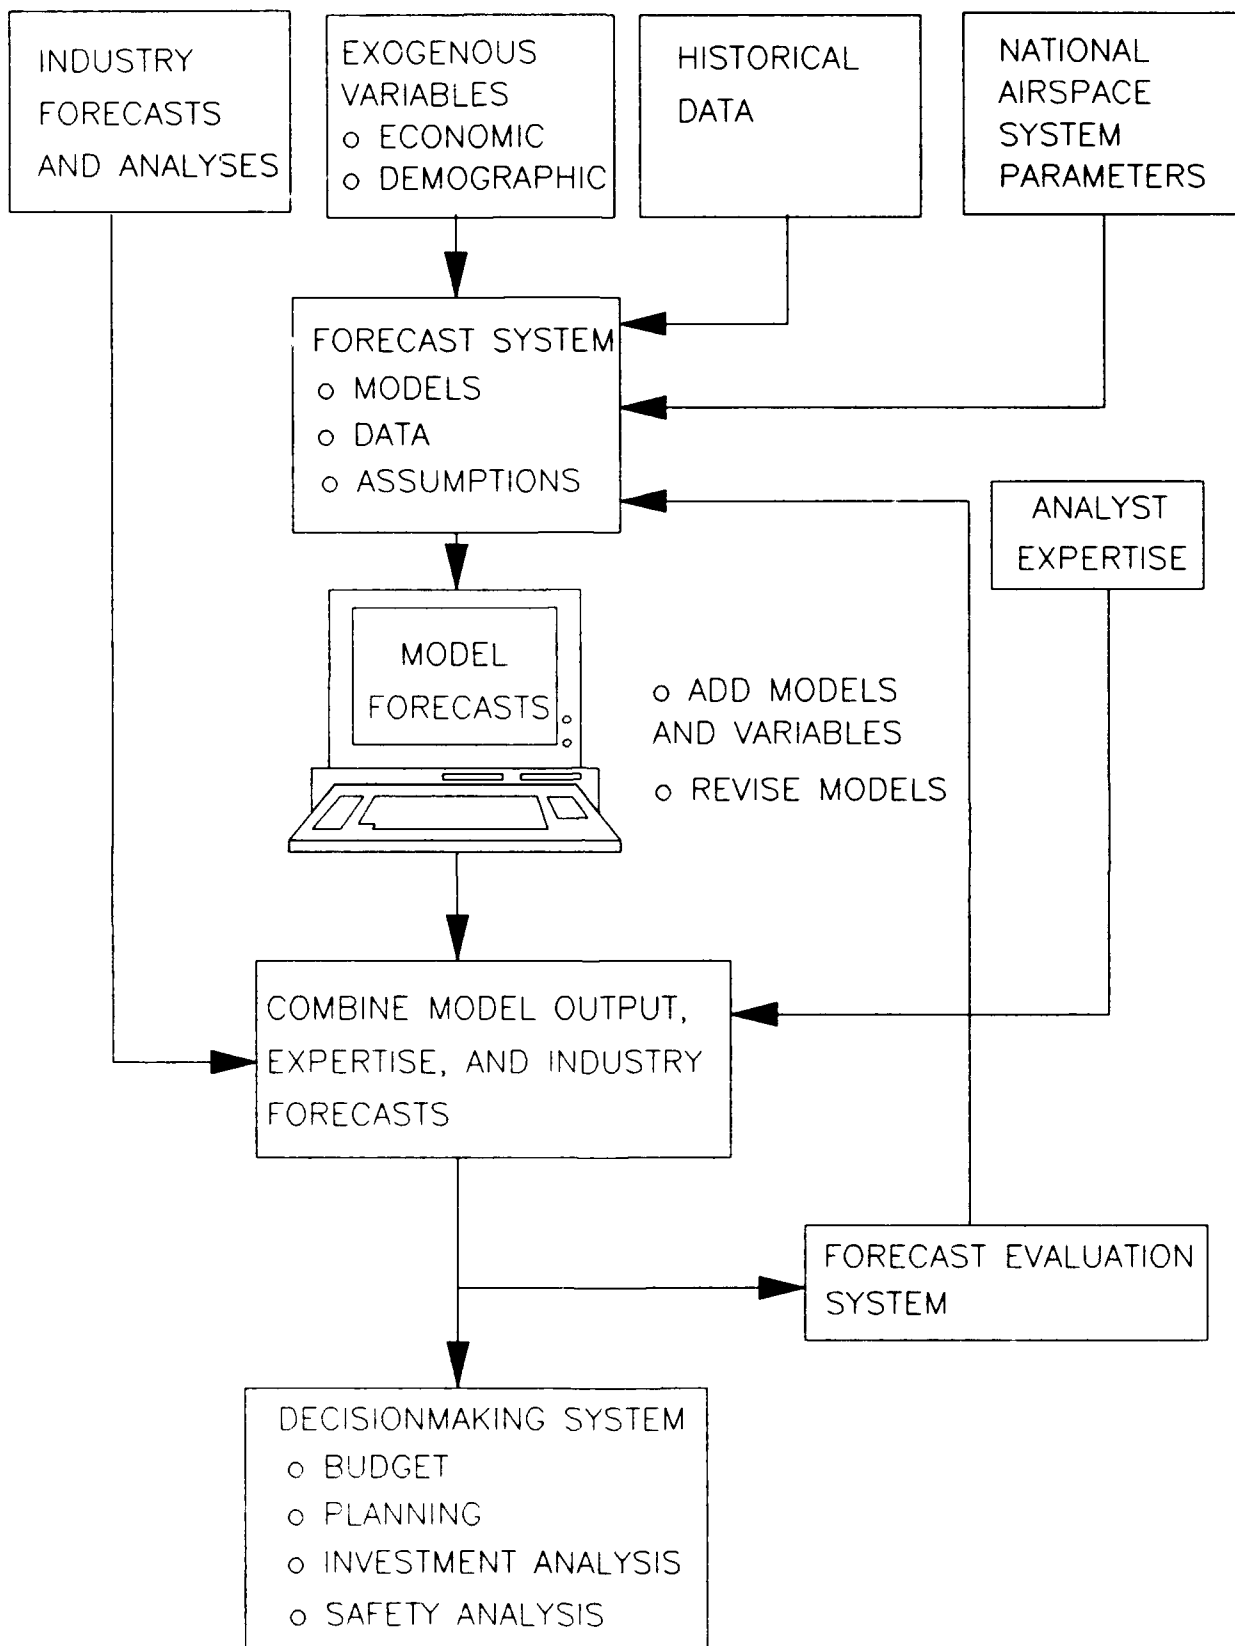 INDUSTRY
FORECASTS
AND ANALYSES
EXOGENOUS
VARIABLES
o ECONOMIC
o DEMOGRAPHIC
HISTORICAL
DATA
NATIONAL
AIRSPACE
SYSTEM
PARAMETERS
FORECAST SYSTEM
o MODELS
o DATA
o ASSUMPTIONS
ANALYST
EXPERTISE
MODEL
FORECASTS
o ADD MODELS
AND VARIABLES
o REVISE MODELS
COMBINE MODEL OUTPUT,
EXPERTISE, AND INDUSTRY
FORECASTS
FORECAST EVALUATION
SYSTEM
DECISIONMAKING SYSTEM
o BUDGET
o PLANNING
o INVESTMENT ANALYSIS
o SAFETY ANALYSIS